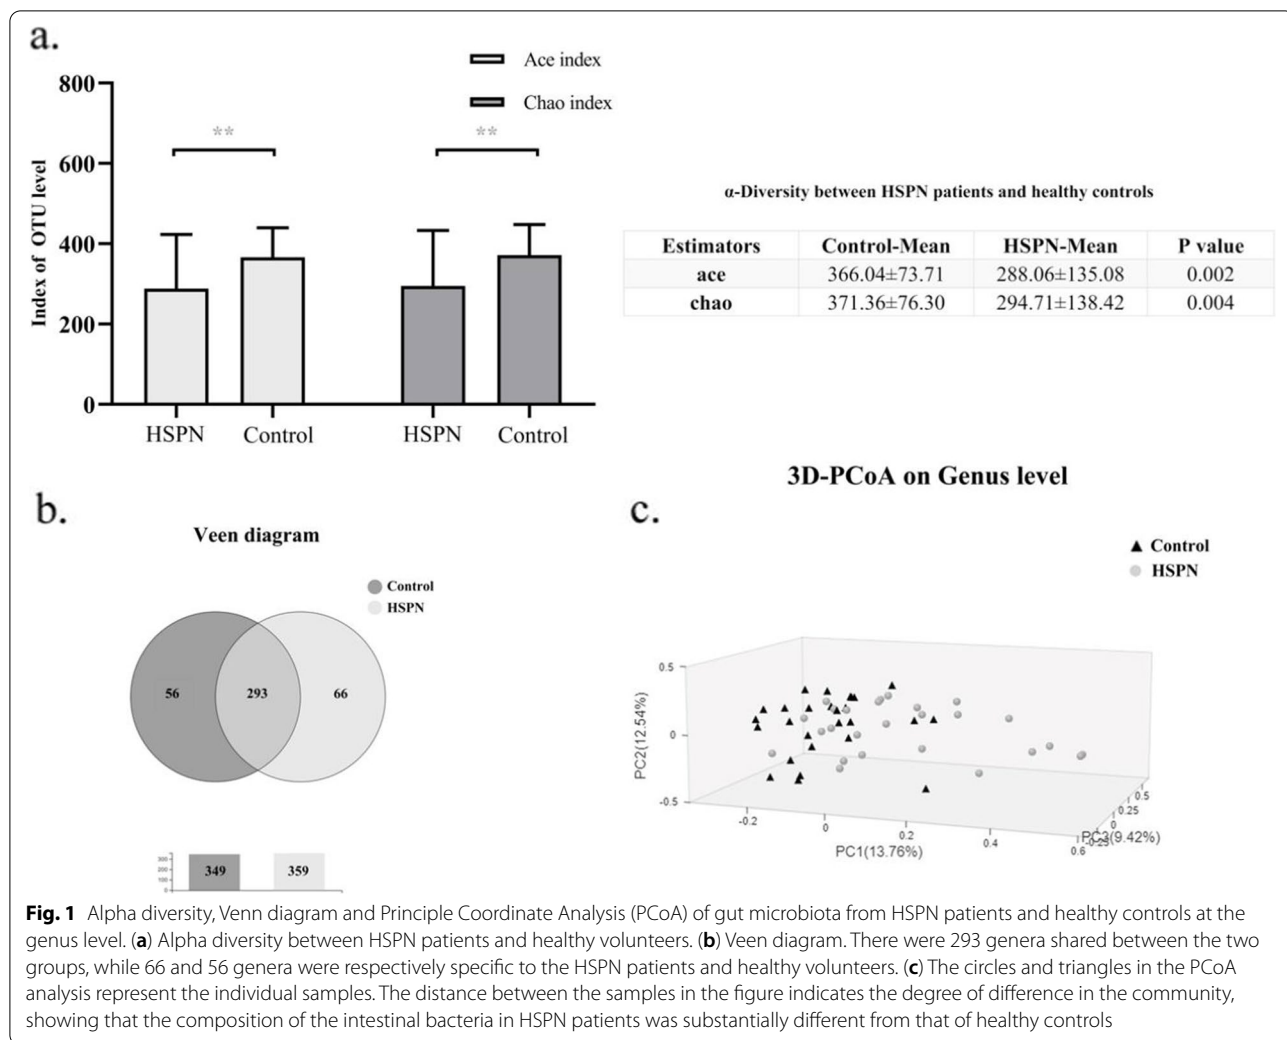 a.
Ace index
Chao index
800
600
400
200
0
Index of OTU level
**
**
HSPN
Control
HSPN
Control
α-Diversity between HSPN patients and healthy controls
Estimators Control-Mean HSPN-Mean P value
ace 366.04±73.71 288.06±135.08 0.002
chao 371.36±76.30 294.71±138.42 0.004
b.
Veen diagram
Control
HSPN
56
293
66
300
200
100
0
349
359
3D-PCoA on Genus level
c.
Control
HSPN
0.5
0
-0.5
PC2(12.54%)
-0.2
0
0.2
0.4
0.6
PC1(13.76%)
-0.25
0
0.25
0.5
PC3(9.42%)
Fig. 1 Alpha diversity, Venn diagram and Principle Coordinate Analysis (PCoA) of gut microbiota from HSPN patients and healthy controls at the
genus level. (a) Alpha diversity between HSPN patients and healthy volunteers. (b) Veen diagram. There were 293 genera shared between the two
groups, while 66 and 56 genera were respectively specific to the HSPN patients and healthy volunteers. (c) The circles and triangles in the PCoA
analysis represent the individual samples. The distance between the samples in the figure indicates the degree of difference in the community,
showing that the composition of the intestinal bacteria in HSPN patients was substantially different from that of healthy controls